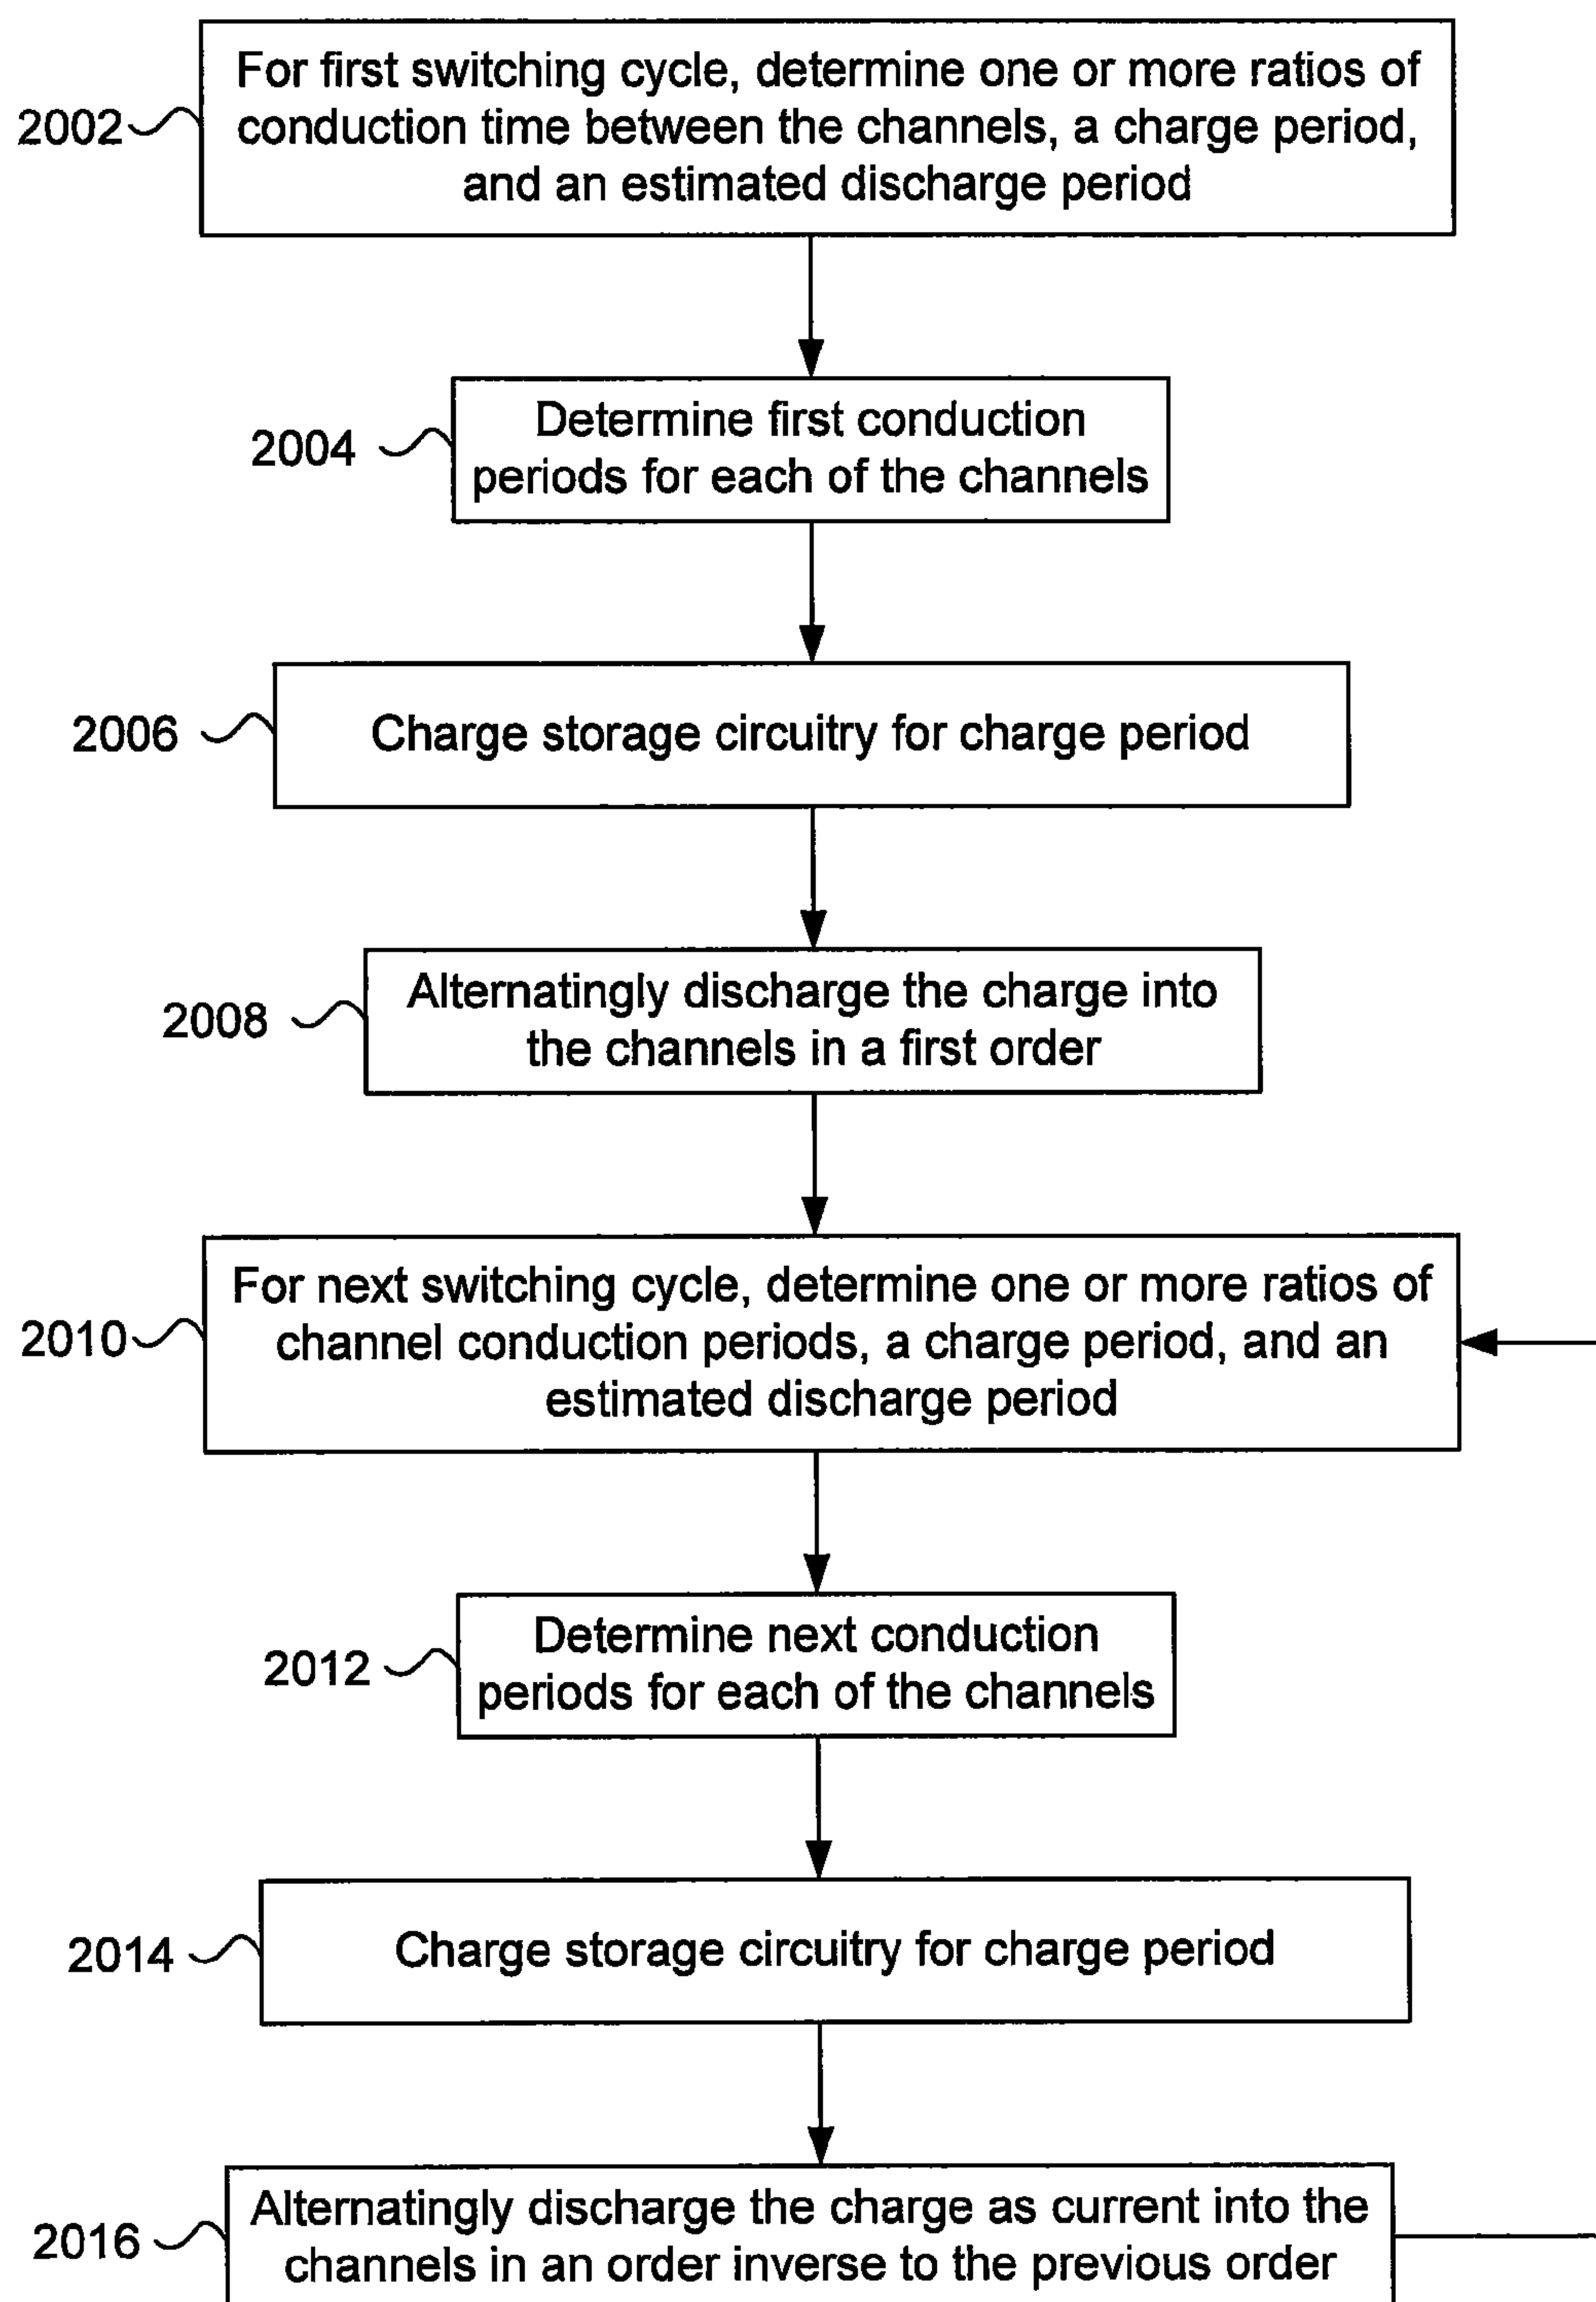 For first switching cycle, determine one or more ratios of
conduction time between the channels, a charge period,
and an estimated discharge period
2002
Determine first conduction
periods for each of the channels
2004
Charge storage circuitry for charge period
2006
Alternatingly discharge the charge into
the channels in a first order
2008
For next switching cycle, determine one or more ratios of
channel conduction periods, a charge period, and an
estimated discharge period
2010
Determine next conduction
periods for each of the channels
2012
Charge storage circuitry for charge period
2014
Alternatingly discharge the charge as current into the
channels in an order inverse to the previous order
2016